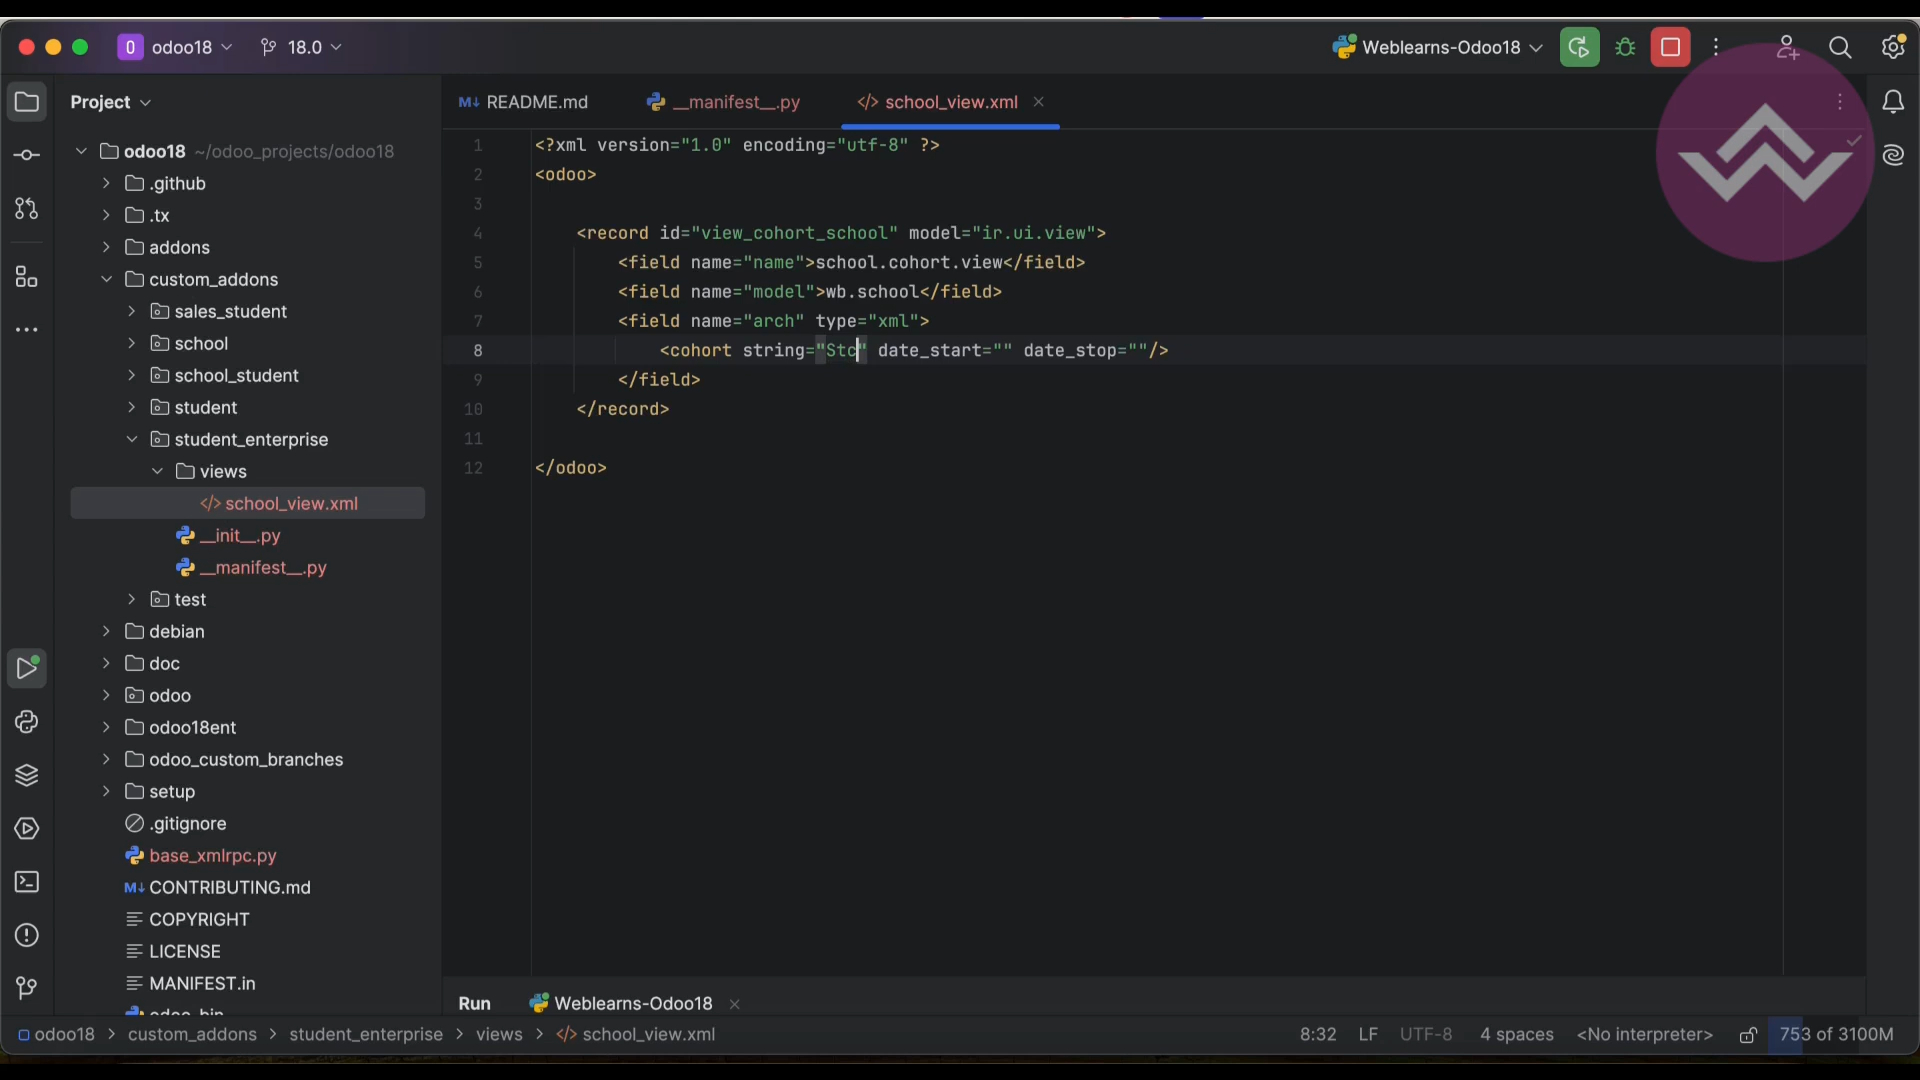 0 odoo18 18.0 Weblearns-Odoo18
Project
README.md __manifest__.py school_view.xml
odoo18 ~/odoo_projects/odoo18
.github
.tx
addons
custom_addons
sales_student
school
school_student
student
student_enterprise
views
school_view.xml
__init__.py
__manifest__.py
test
debian
doc
odoo
odoo18ent
odoo_custom_branches
setup
.gitignore
base_xmlrpc.py
CONTRIBUTING.md
COPYRIGHT
LICENSE
MANIFEST.in
1 <?xml version="1.0" encoding="utf-8" ?>
2 <odoo>
3
4 <record id="view_cohort_school" model="ir.ui.view">
5 <field name="name">school.cohort.view</field>
6 <field name="model">wb.school</field>
7 <field name="arch" type="xml">
8 <cohort string="Stc" date_start="" date_stop=""/>
9 </field>
10 </record>
11
12 </odoo>
Run Weblearns-Odoo18
odoo18 > custom_addons > student_enterprise > views > school_view.xml 8:32 LF UTF-8 4 spaces <No interpreter> 753 of 3100M